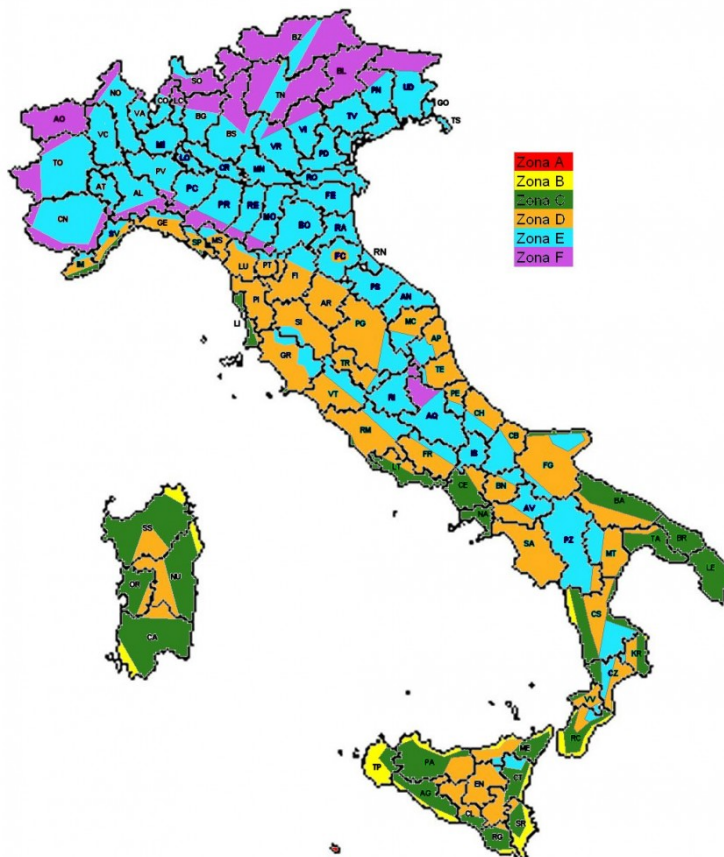 BZ
SO
BL
NO
CO LC
TN
PN
UD
VA
BG
GO
AO
BS
TV
TS
VC
MI
VR
VI
TO
PD
LO
PV
CR
MN
RO
AT
AL
PC
PR
RE
MO
FE
CN
BO
RA
SV
GE
FC
RN
SP
MS
IM
LU
PT
FI
PS
AN
PI
AR
MC
LI
SI
PG
AP
GR
TR
TE
VT
RI
PE
AQ
CH
RM
CB
FR
IS
FG
LT
CE
BN
BA
AV
NA
SA
PZ
TA
BR
MT
LE
SS
OR
NU
CA
CS
KR
CZ
VV
RC
ME
TP
PA
CT
AG
EN
CL
SR
RG
Zona A
Zona B
Zona C
Zona D
Zona E
Zona F